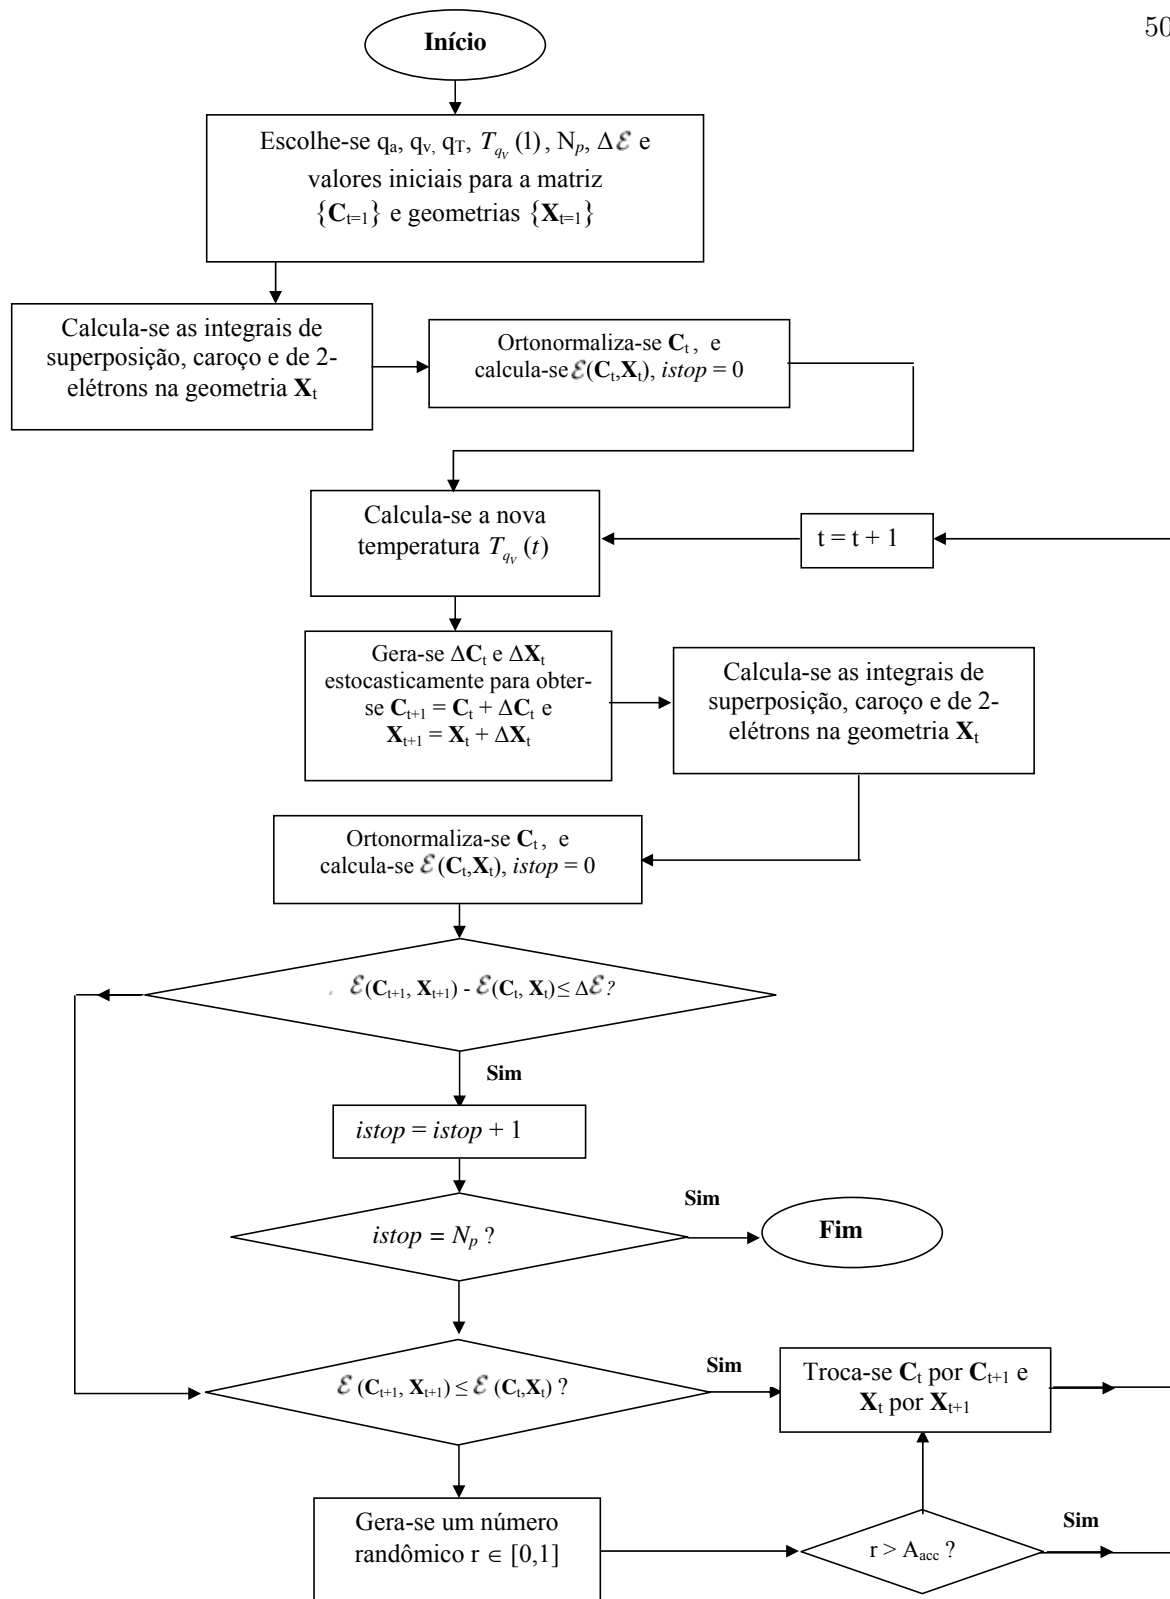 50
Início
Escolhe-se qa, qv, qT, Tqv(1), Np, Δℰ e
valores iniciais para a matriz
{Ct=1} e geometrias {Xt=1}
Calcula-se as integrais de
superposição, caroço e de 2-
elétrons na geometria Xt
Ortonormaliza-se Ct , e
calcula-se ℰ(Ct,Xt), istop = 0
Calcula-se a nova
temperatura Tqv(t)
t = t + 1
Gera-se ΔCt e ΔXt
estocasticamente para obter-
se Ct+1 = Ct + ΔCt e
Xt+1 = Xt + ΔXt
Calcula-se as integrais de
superposição, caroço e de 2-
elétrons na geometria Xt
Ortonormaliza-se Ct , e
calcula-se ℰ(Ct,Xt), istop = 0
ℰ(Ct+1, Xt+1) - ℰ(Ct, Xt) ≤ Δℰ?
Sim
istop = istop + 1
istop = Np ?
Sim
Fim
ℰ (Ct+1, Xt+1) ≤ ℰ (Ct,Xt) ?
Sim
Troca-se Ct por Ct+1 e
Xt por Xt+1
Gera-se um número
randômico r ∈ [0,1]
r > Aacc ?
Sim